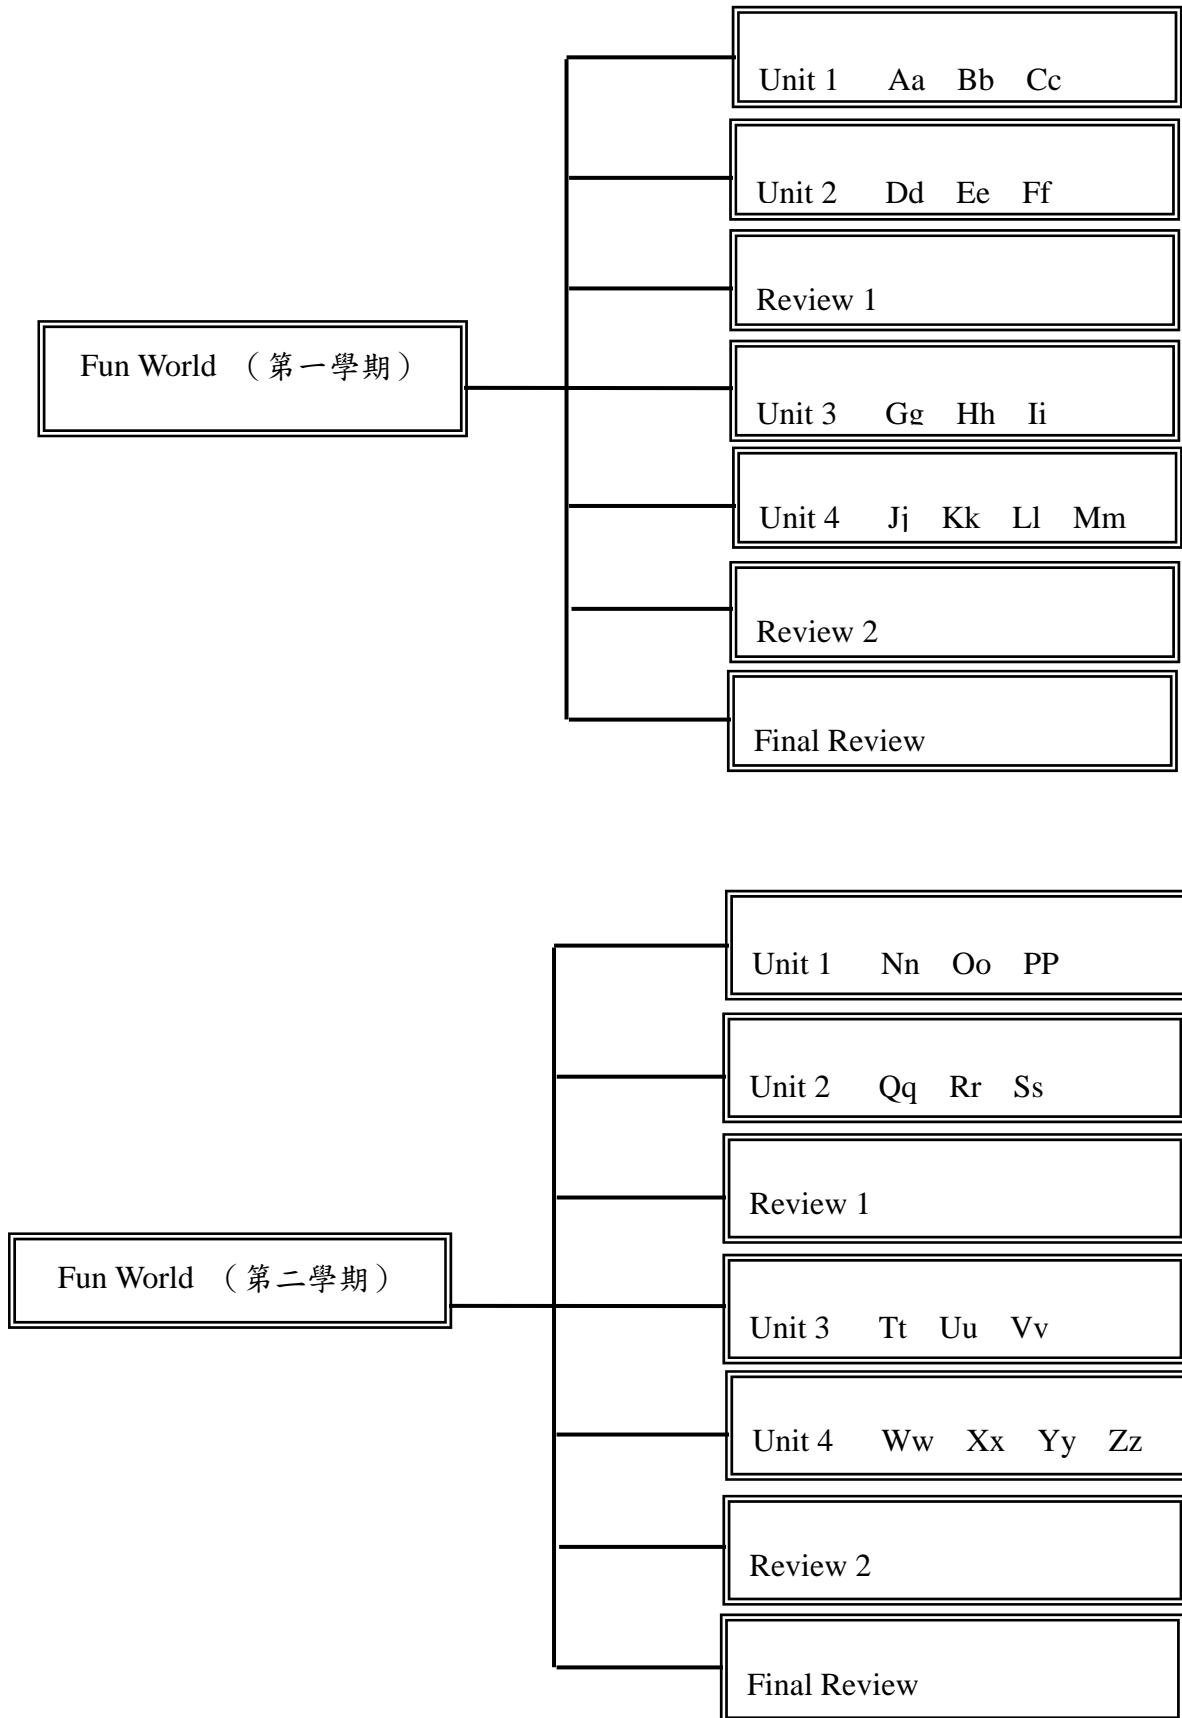 Unit 1 Aa Bb Cc
Unit 2 Dd Ee Ff
Review 1
Fun World （第一學期）
Unit 3 Gg Hh Ii
Unit 4 Jj Kk Ll Mm
Review 2
Final Review
Unit 1 Nn Oo PP
Unit 2 Qq Rr Ss
Review 1
Fun World （第二學期）
Unit 3 Tt Uu Vv
Unit 4 Ww Xx Yy Zz
Review 2
Final Review